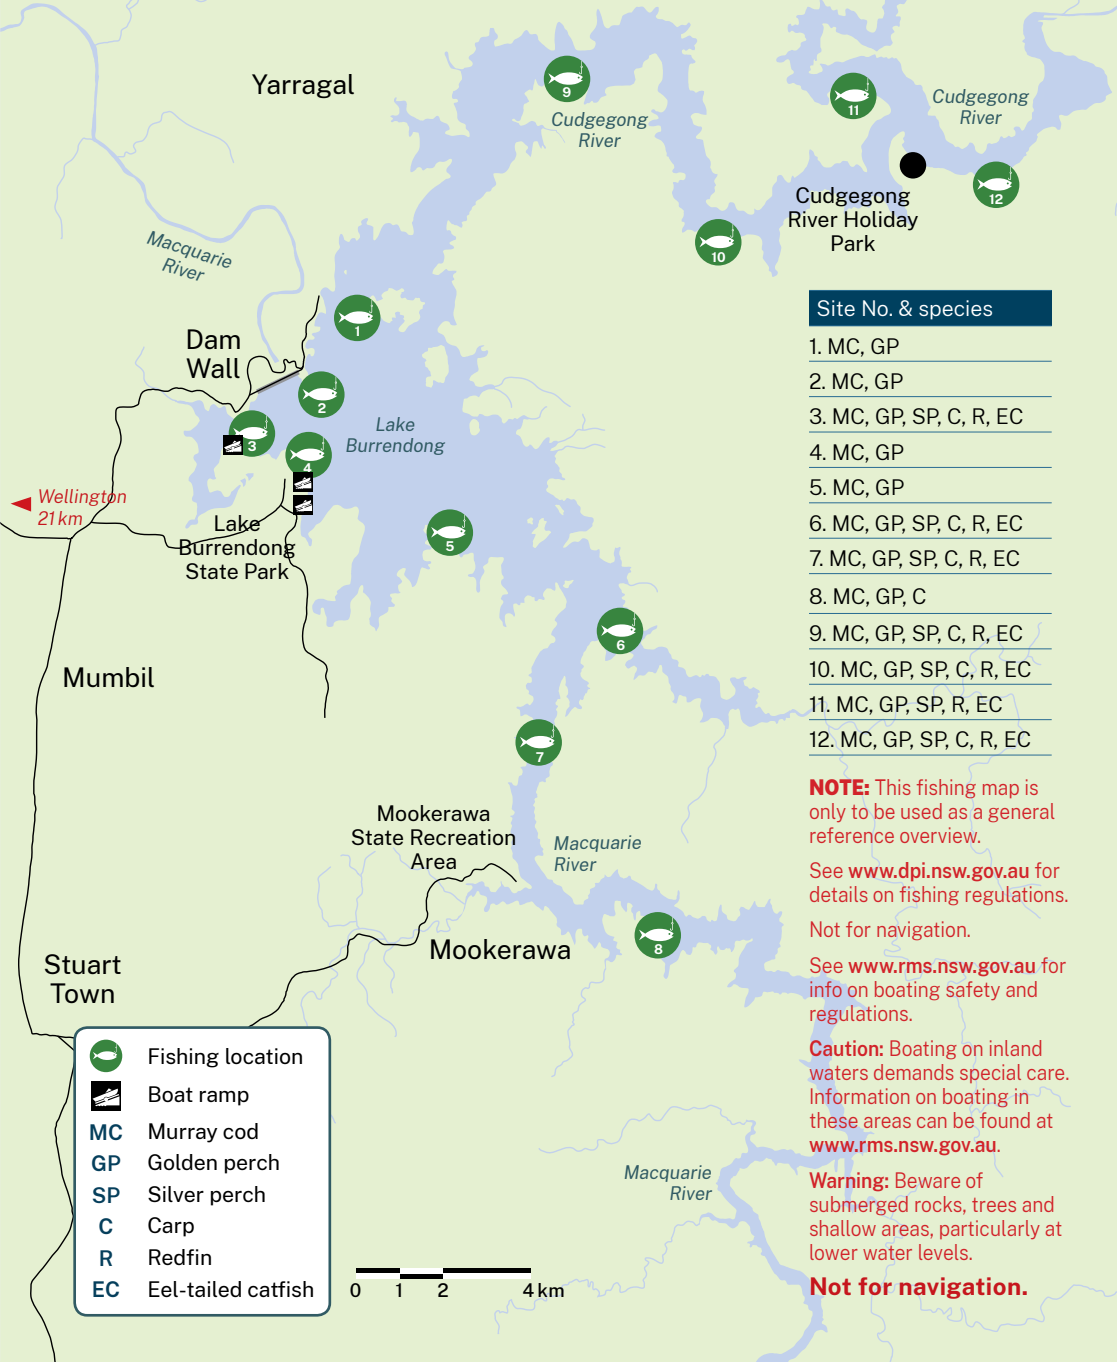 Yarragal
9
Cudgegong
River
11
Cudgegong
River
12
Cudgegong
River Holiday
Park
10
Macquarie
River
1
Dam
Wall
2
Lake
Burrendong
3
4
Wellington
21 km
Lake
Burrendong
State Park
5
6
Mumbil
7
Mookerawa
State Recreation
Area
Macquarie
River
8
Mookerawa
Stuart
Town
Macquarie
River
Site No. & species
1. MC, GP
2. MC, GP
3. MC, GP, SP, C, R, EC
4. MC, GP
5. MC, GP
6. MC, GP, SP, C, R, EC
7. MC, GP, SP, C, R, EC
8. MC, GP, C
9. MC, GP, SP, C, R, EC
10. MC, GP, SP, C, R, EC
11. MC, GP, SP, R, EC
12. MC, GP, SP, C, R, EC
NOTE: This fishing map is
only to be used as a general
reference overview.
See www.dpi.nsw.gov.au for
details on fishing regulations.
Not for navigation.
See www.rms.nsw.gov.au for
info on boating safety and
regulations.
Caution: Boating on inland
waters demands special care.
Information on boating in
these areas can be found at
www.rms.nsw.gov.au.
Warning: Beware of
submerged rocks, trees and
shallow areas, particularly at
lower water levels.
Not for navigation.
Fishing location
Boat ramp
MC Murray cod
GP Golden perch
SP Silver perch
C Carp
R Redfin
EC Eel-tailed catfish
0 1 2 4 km